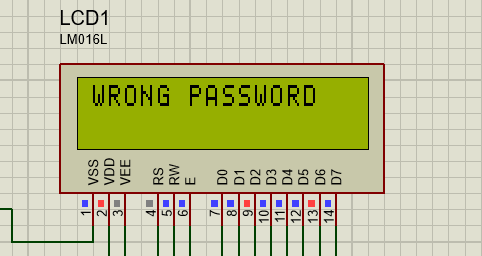 LCD1
LM016L
WRONG PASSWORD
VSS VDD VEE RS RW E D0 D1 D2 D3 D4 D5 D6 D7
1 2 3 4 5 6 7 8 9 10 11 12 13 14